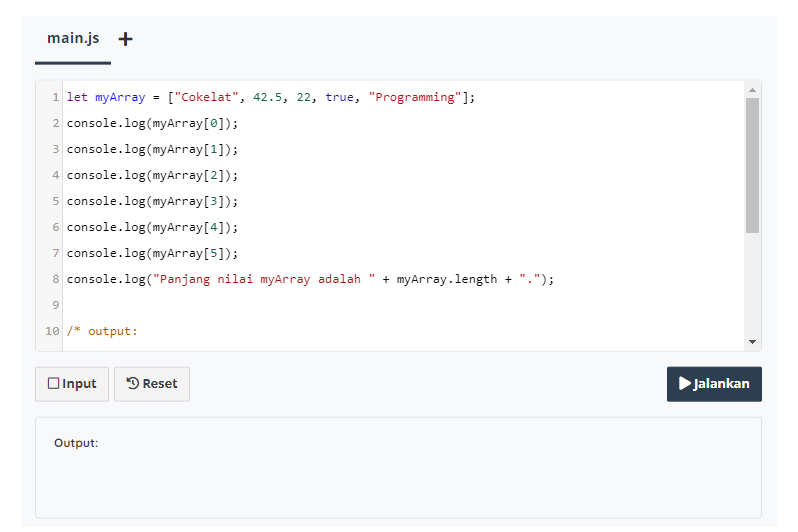 main.js +
1 let myArray = ["Cokelat", 42.5, 22, true, "Programming"];
2 console.log(myArray[0]);
3 console.log(myArray[1]);
4 console.log(myArray[2]);
5 console.log(myArray[3]);
6 console.log(myArray[4]);
7 console.log(myArray[5]);
8 console.log("Panjang nilai myArray adalah " + myArray.length + ".");
9
10 /* output:
Input Reset Jalankan
Output: